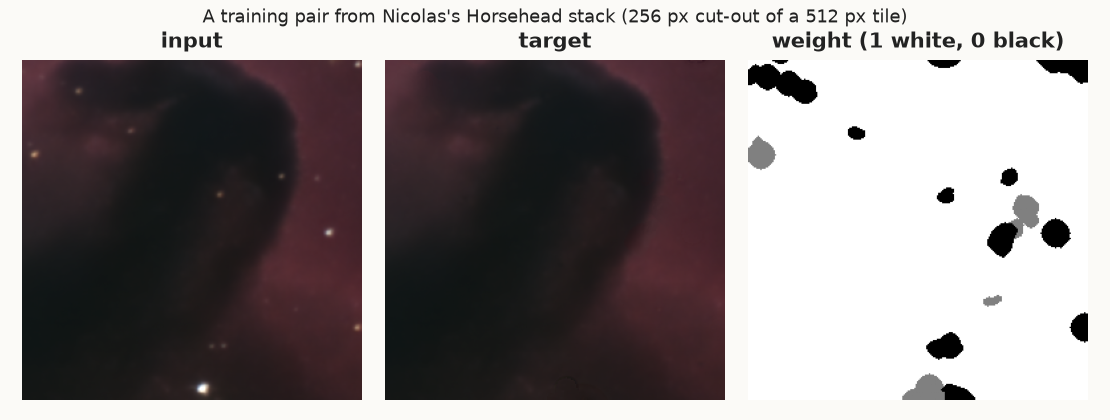 A training pair from Nicolas's Horsehead stack (256 px cut-out of a 512 px tile)
input
target
weight (1 white, 0 black)